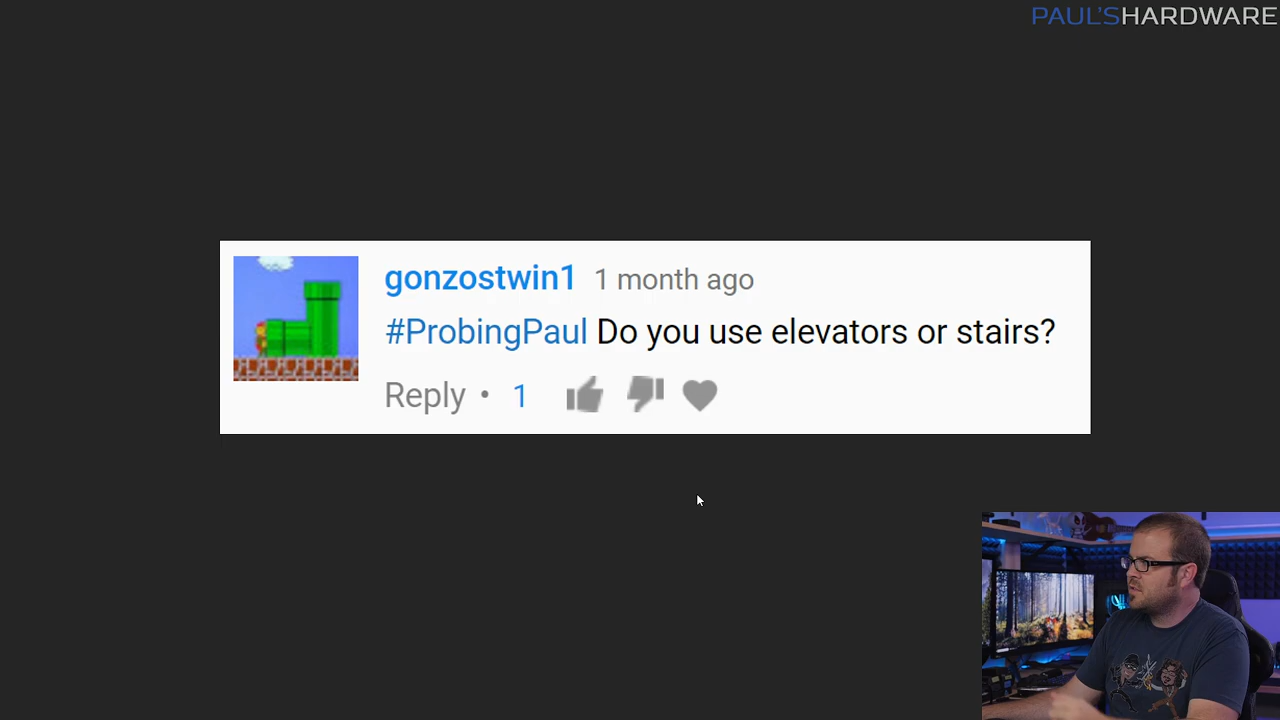 PAUL'SHARDWARE
gonzostwin1 1 month ago
#ProbingPaul Do you use elevators or stairs?
Reply • 1